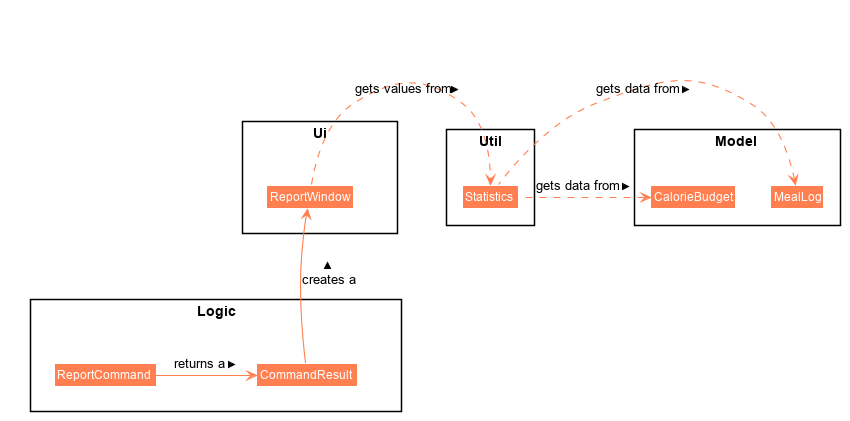 gets values from►
gets data from►
Ui
Util
Model
gets data from►
ReportWindow
Statistics
CalorieBudget
MealLog
▲
creates a
Logic
returns a►
ReportCommand
CommandResult